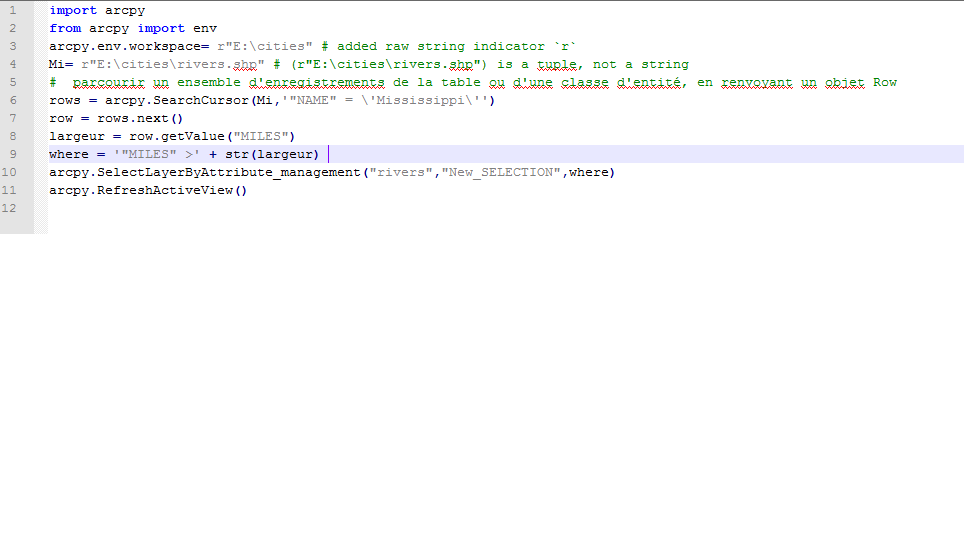 1 import arcpy
2 from arcpy import env
3 arcpy.env.workspace= r"E:\cities" # added raw string indicator `r`
4 Mi= r"E:\cities\rivers.shp" # (r"E:\cities\rivers.shp") is a tuple, not a string
5 #  parcourir un ensemble d'enregistrements de la table ou d'une classe d'entité, en renvoyant un objet Row
6 rows = arcpy.SearchCursor(Mi,'"NAME" = \'Mississippi\'')
7 row = rows.next()
8 largeur = row.getValue("MILES")
9 where = '"MILES" >' + str(largeur)
10 arcpy.SelectLayerByAttribute_management("rivers","New_SELECTION",where)
11 arcpy.RefreshActiveView()
12